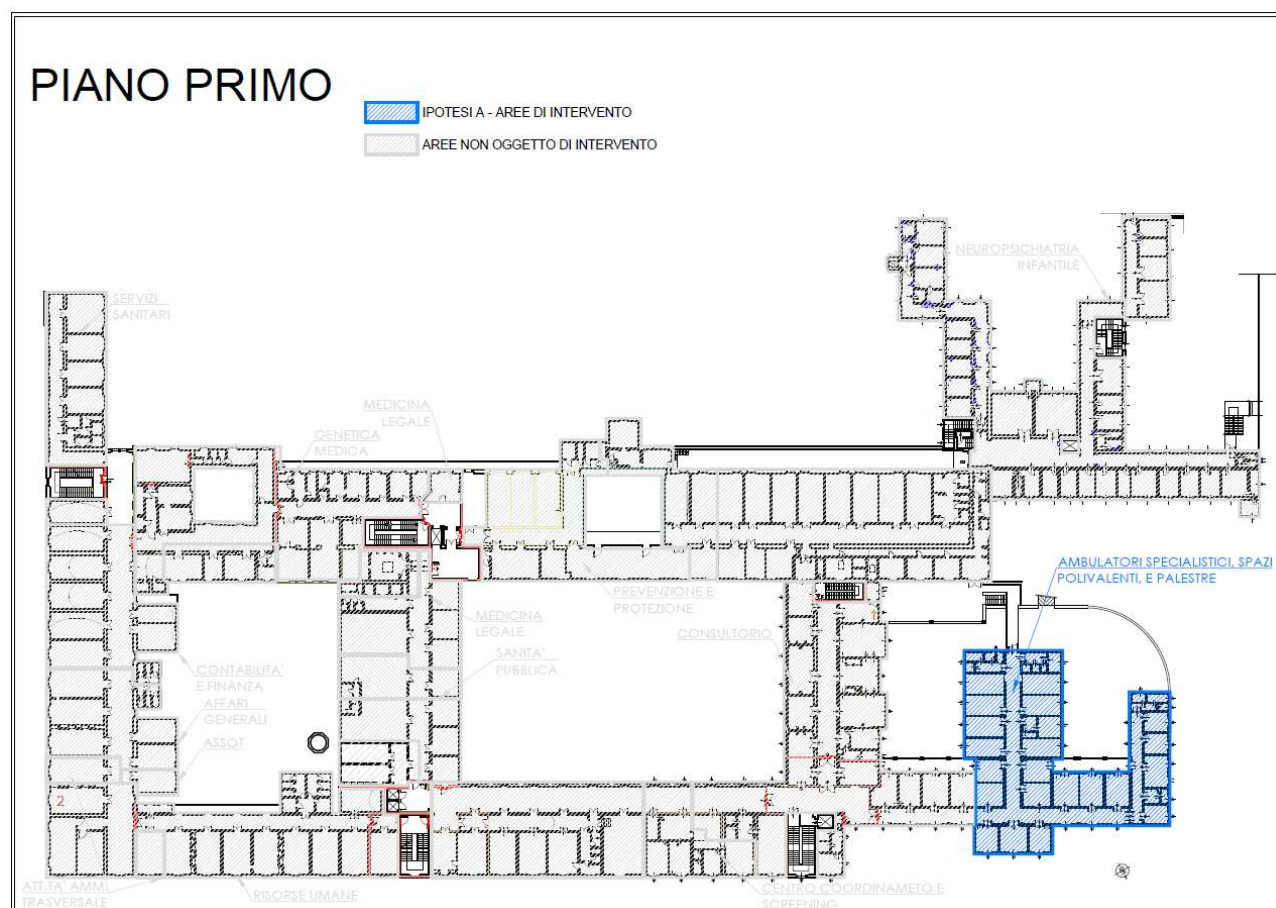 PIANO PRIMO
IPOTESI A - AREE DI INTERVENTO
AREE NON OGGETTO DI INTERVENTO
NEUROPSICHIATRIA
INFANTILE
SERVIZI
SANITARI
MEDICINA
LEGALE
GENETICA
MEDICA
AMBULATORI SPECIALISTICI, SPAZI
POLIVALENTI, E PALESTRE
PREVENZIONE E
PROTEZIONE
MEDICINA
LEGALE
CONSULTORIO
SANITA'
PUBBLICA
CONTABILITA'
E FINANZA
AFFARI
GENERALI
ASSOT
2
ATT.TA' AMMI
TRASVERSALE
RISORSE UMANE
CENTRO COORDINAMETO E
SCREENING